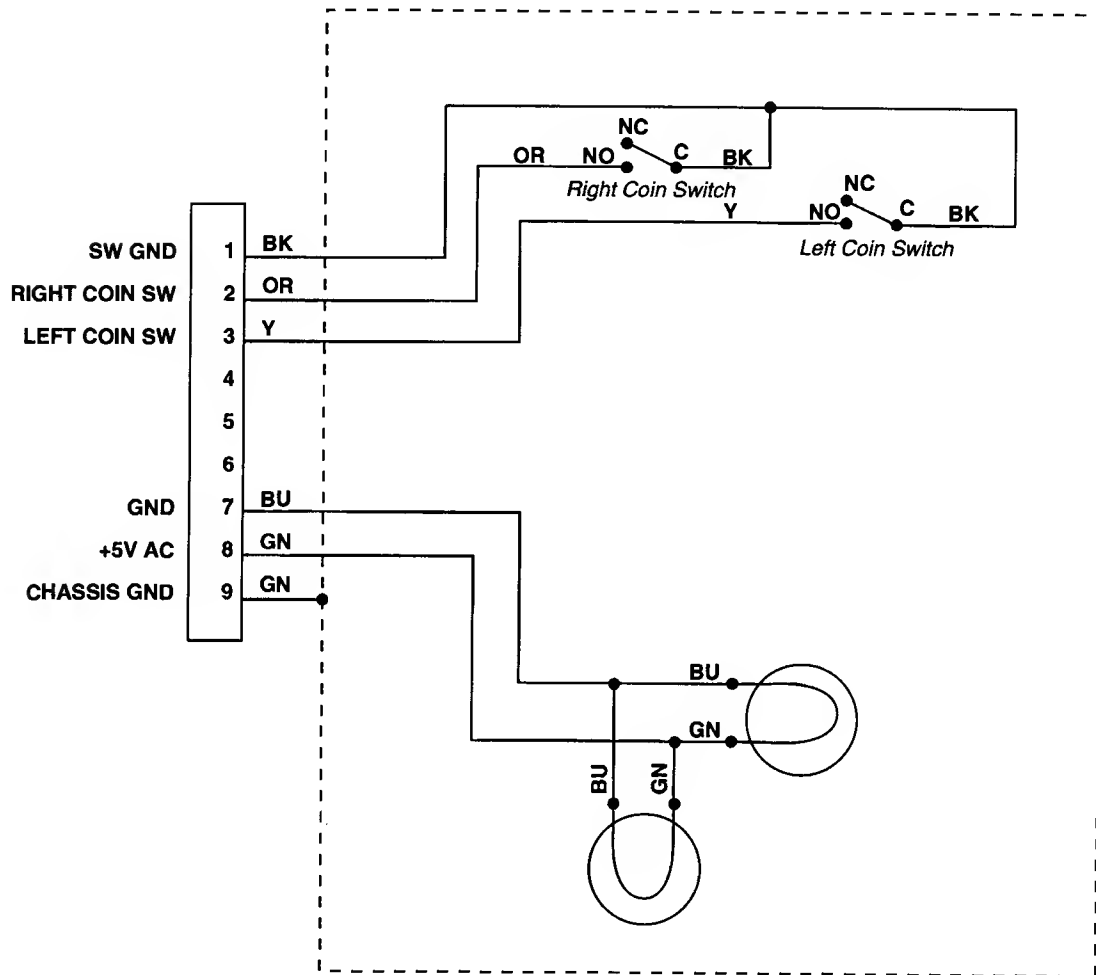 NC
OR NO C BK
Right Coin Switch
NC
Y NO C BK
Left Coin Switch
SW GND 1 BK
RIGHT COIN SW 2 OR
LEFT COIN SW 3 Y
4
5
6
GND 7 BU
+5V AC 8 GN
CHASSIS GND 9 GN
BU
GN
BU GN